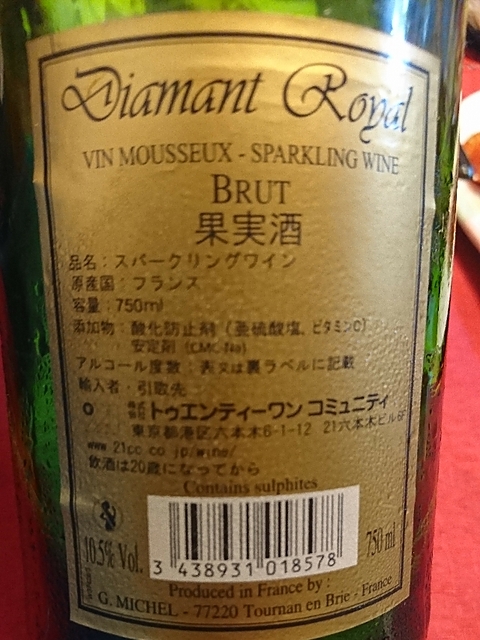 Diamant Royal
VIN MOUSSEUX - SPARKLING WINE
BRUT
果実酒
品名：スパークリングワイン
原産国：フランス
容量：750ml
添加物：酸化防止剤（亜硫酸塩、ビタミンC）
安定剤（CMC-Na）
アルコール度数：表又は裏ラベルに記載
輸入者・引取先
株式会社 トゥエンティーワン コミュニティ
東京都港区六本木6-1-12 21六本木ビル6F
www.21cc.co.jp/wine/
飲酒は20歳になってから
Contains sulphites
10.5% Vol.
750 ml
3 438931 018578
Produced in France by :
G. MICHEL - 77220 Tournan en Brie - France